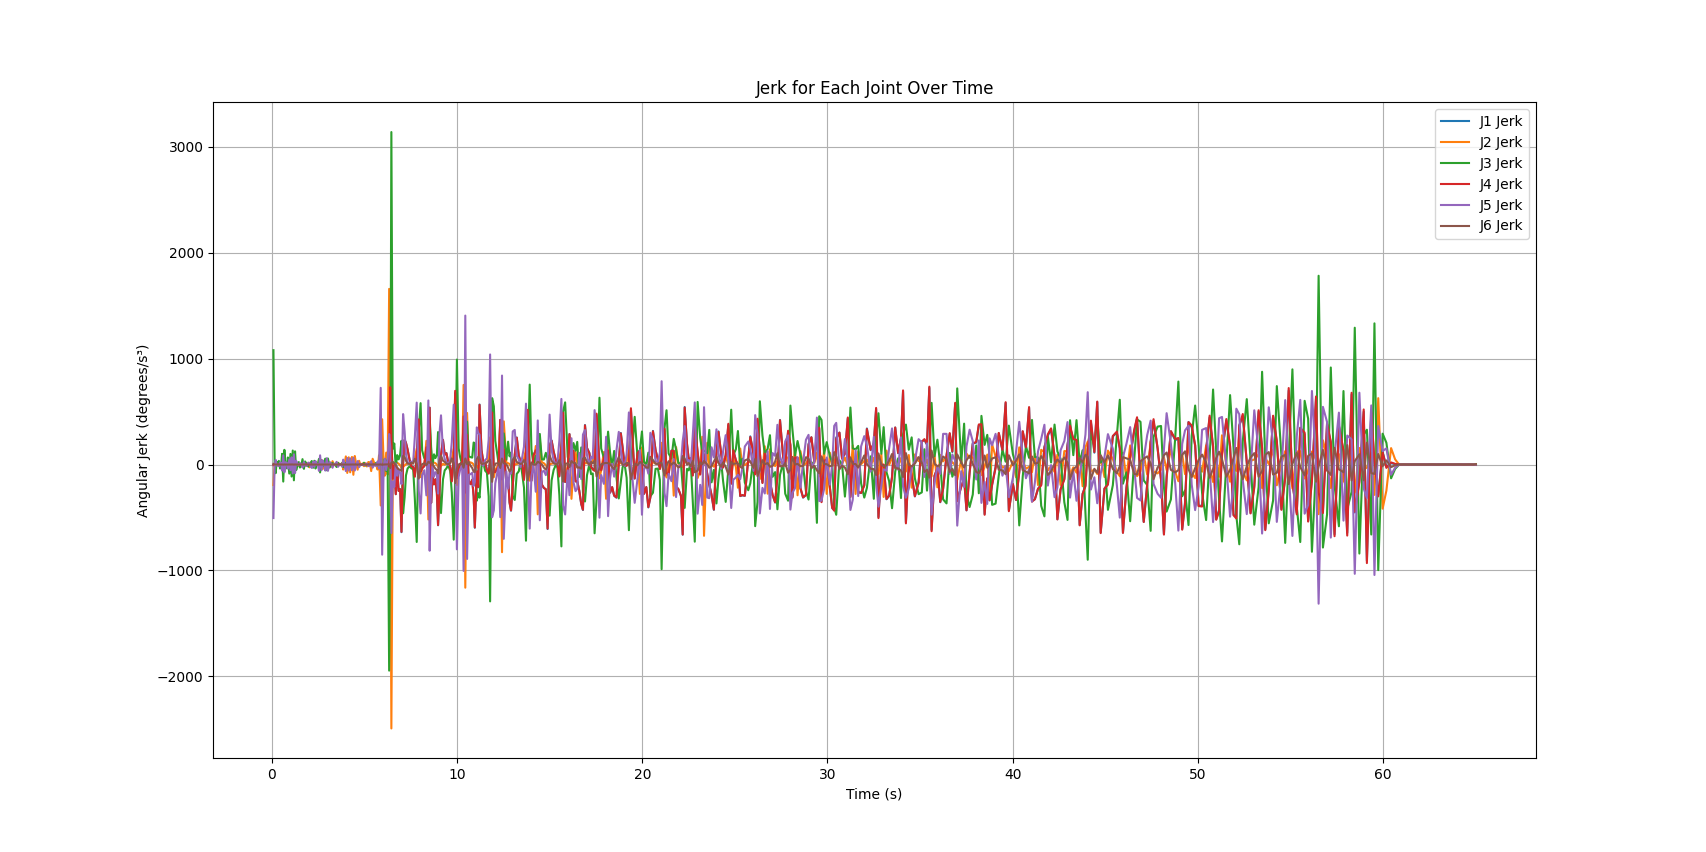 Jerk for Each Joint Over Time
J1 Jerk
J2 Jerk
J3 Jerk
J4 Jerk
J5 Jerk
J6 Jerk
Angular Jerk (degrees/s³)
3000
2000
1000
0
−1000
−2000
0 10 20 30 40 50 60
Time (s)